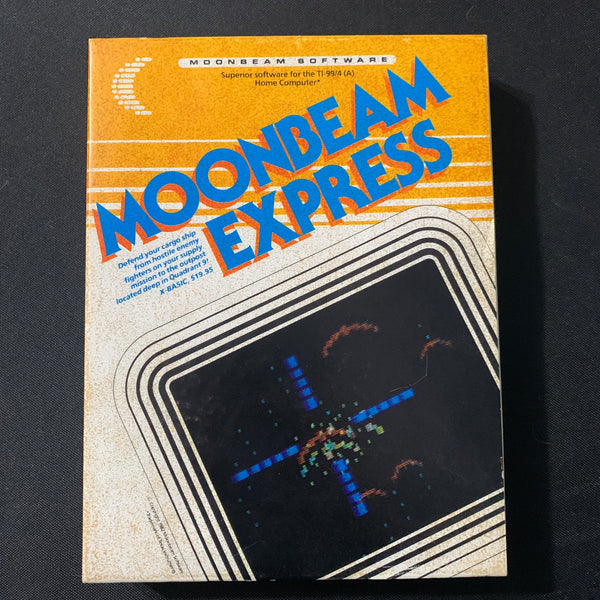 MOONBEAM SOFTWARE
Superior software for the TI-99/4 (A)
Home Computer*
MOONBEAM
EXPRESS
Defend your cargo ship
from hostile enemy
fighters on your supply
mission to the outpost
located deep in Quadrant 9!
X-BASIC, $19.95